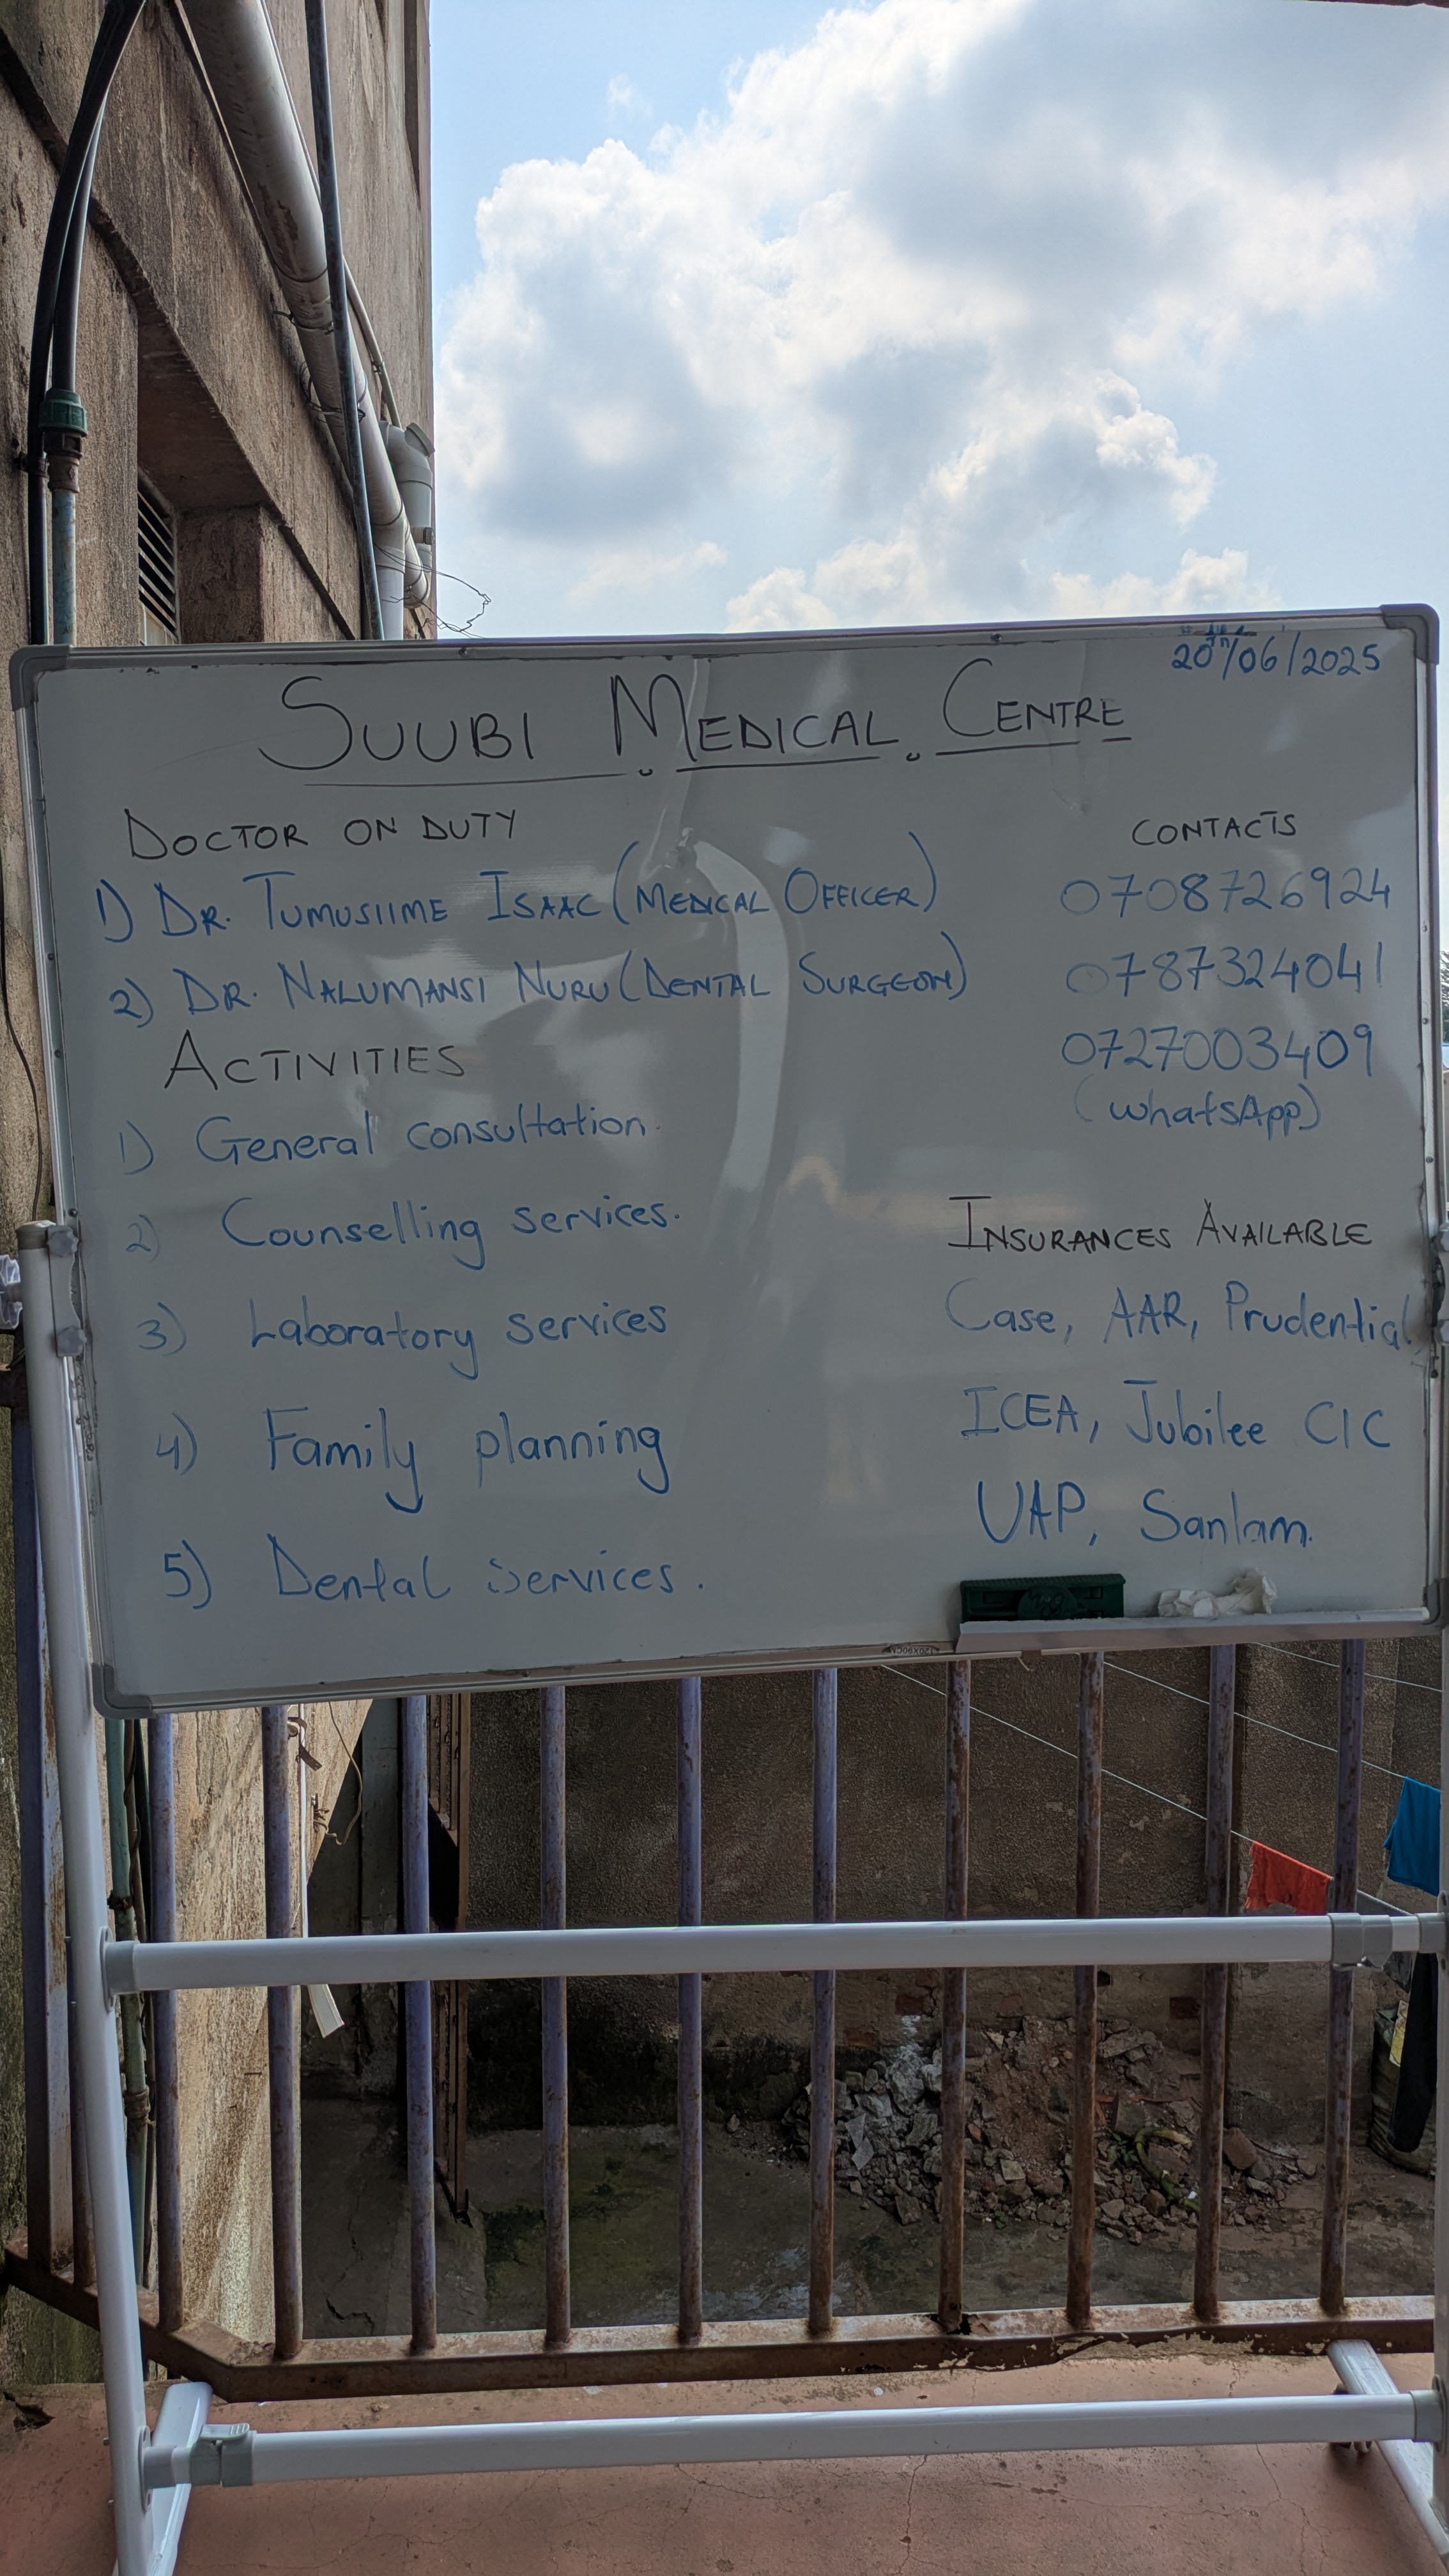 20th/06/2025
SUUBI MEDICAL CENTRE
DOCTOR ON DUTY
1) DR. TUMUSIIME ISAAC (MEDICAL OFFICER)
2) DR. NALUMANSI NURU (DENTAL SURGEON)
CONTACTS
0708726924
0787324041
0727003409
(whatsApp)
ACTIVITIES
1) General consultation.
2) Counselling services.
3) Laboratory services
4) Family planning
5) Dental services.
INSURANCES AVAILABLE
Case, AAR, Prudential
ICEA, Jubilee CIC
UAP, Sanlam.